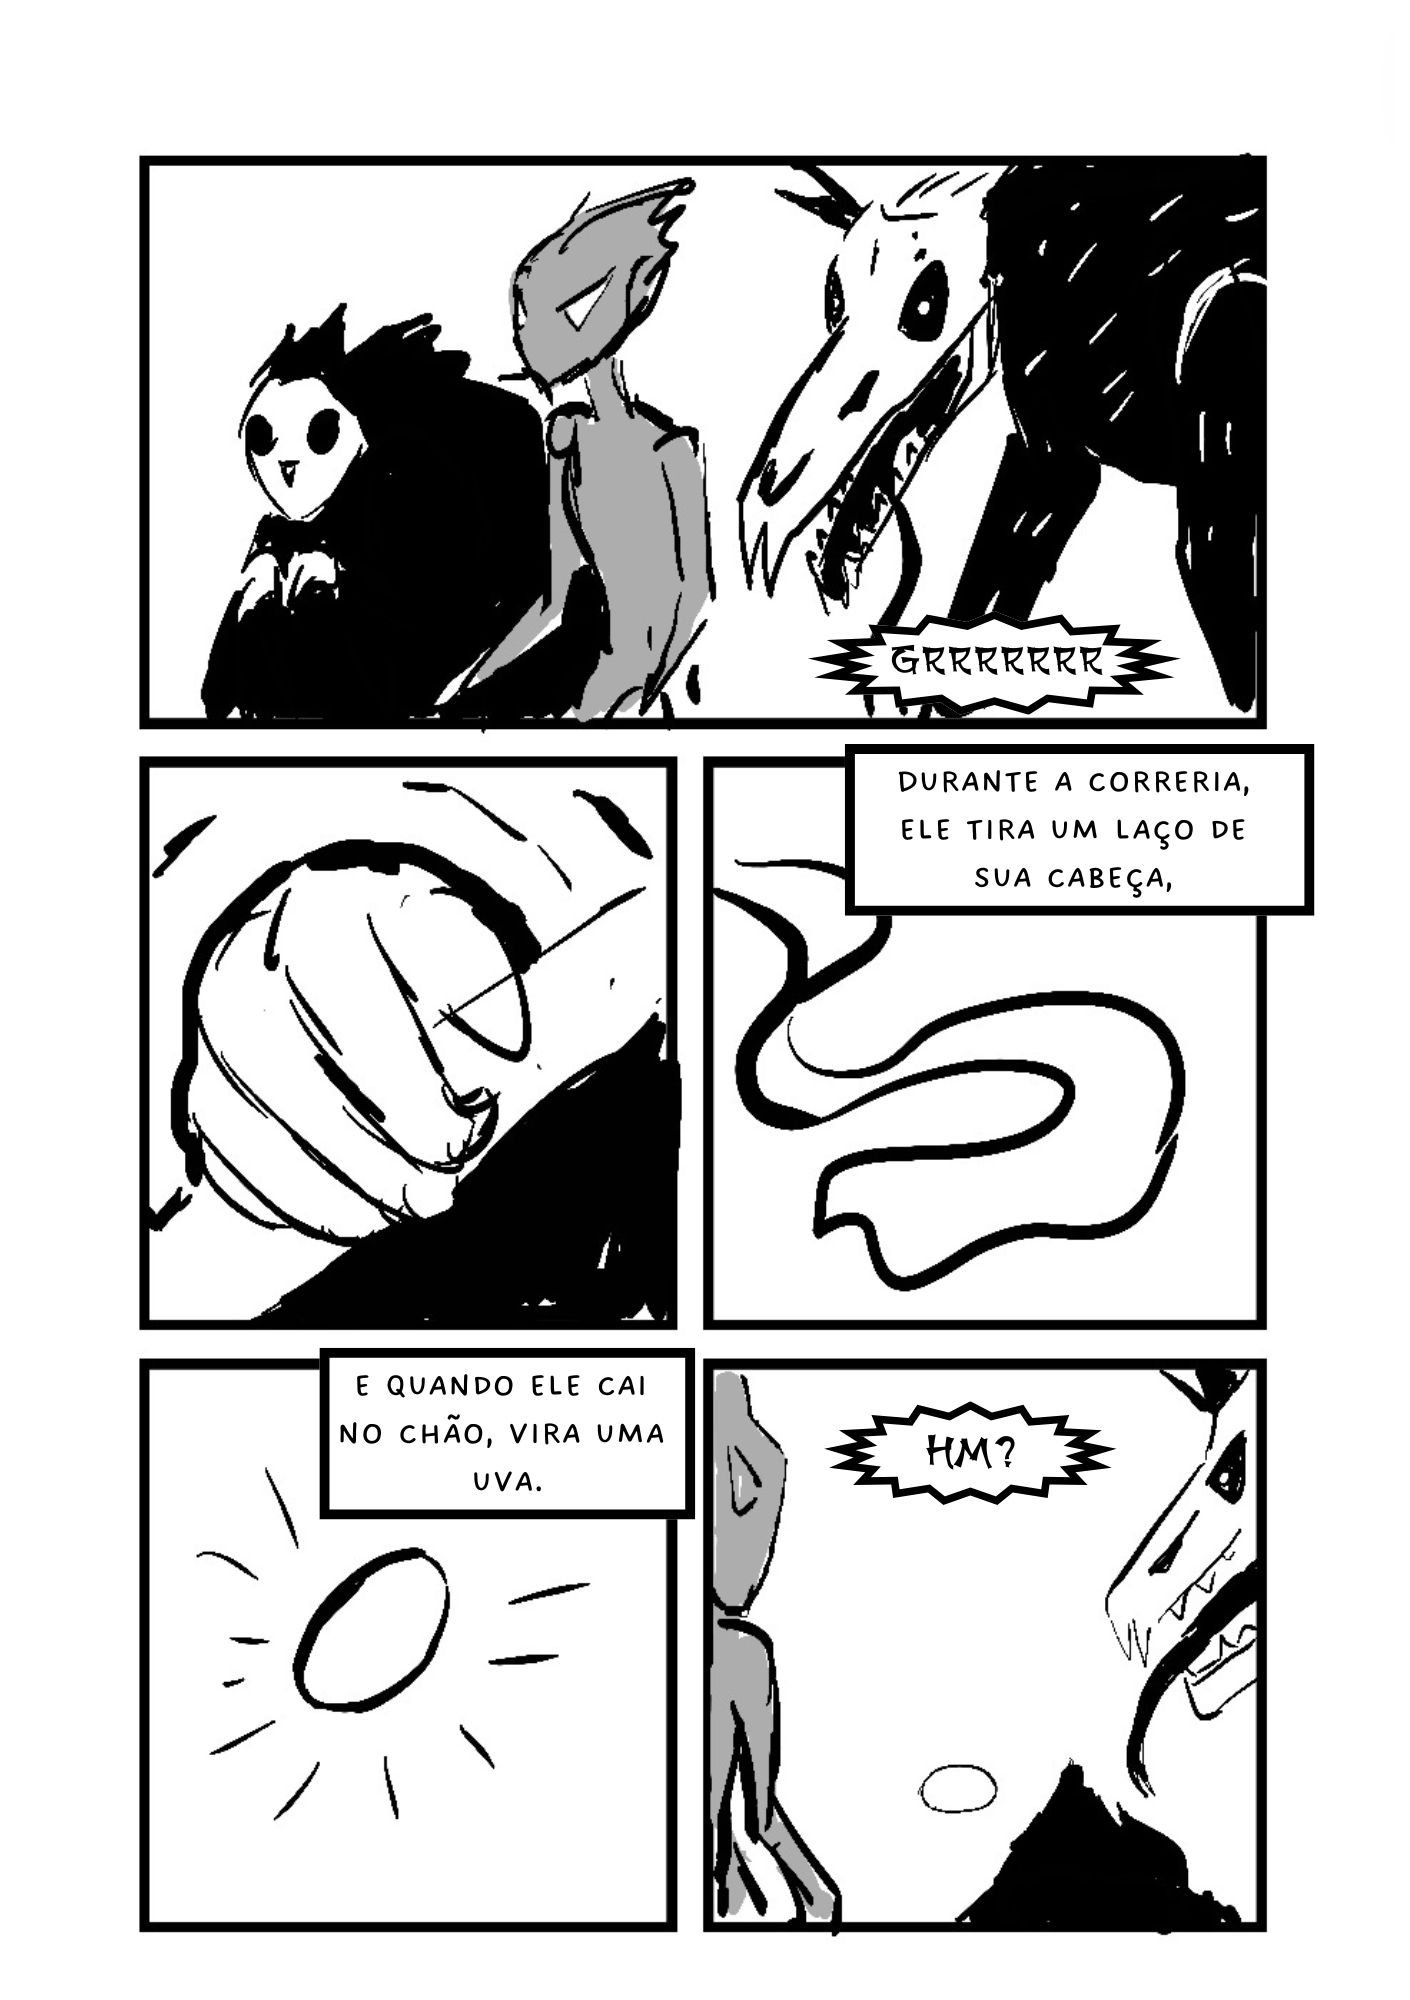 GRRRRRRR
DURANTE A CORRERIA,
ELE TIRA UM LAÇO DE
SUA CABEÇA,
E QUANDO ELE CAI
NO CHÃO, VIRA UMA
UVA.
HM?